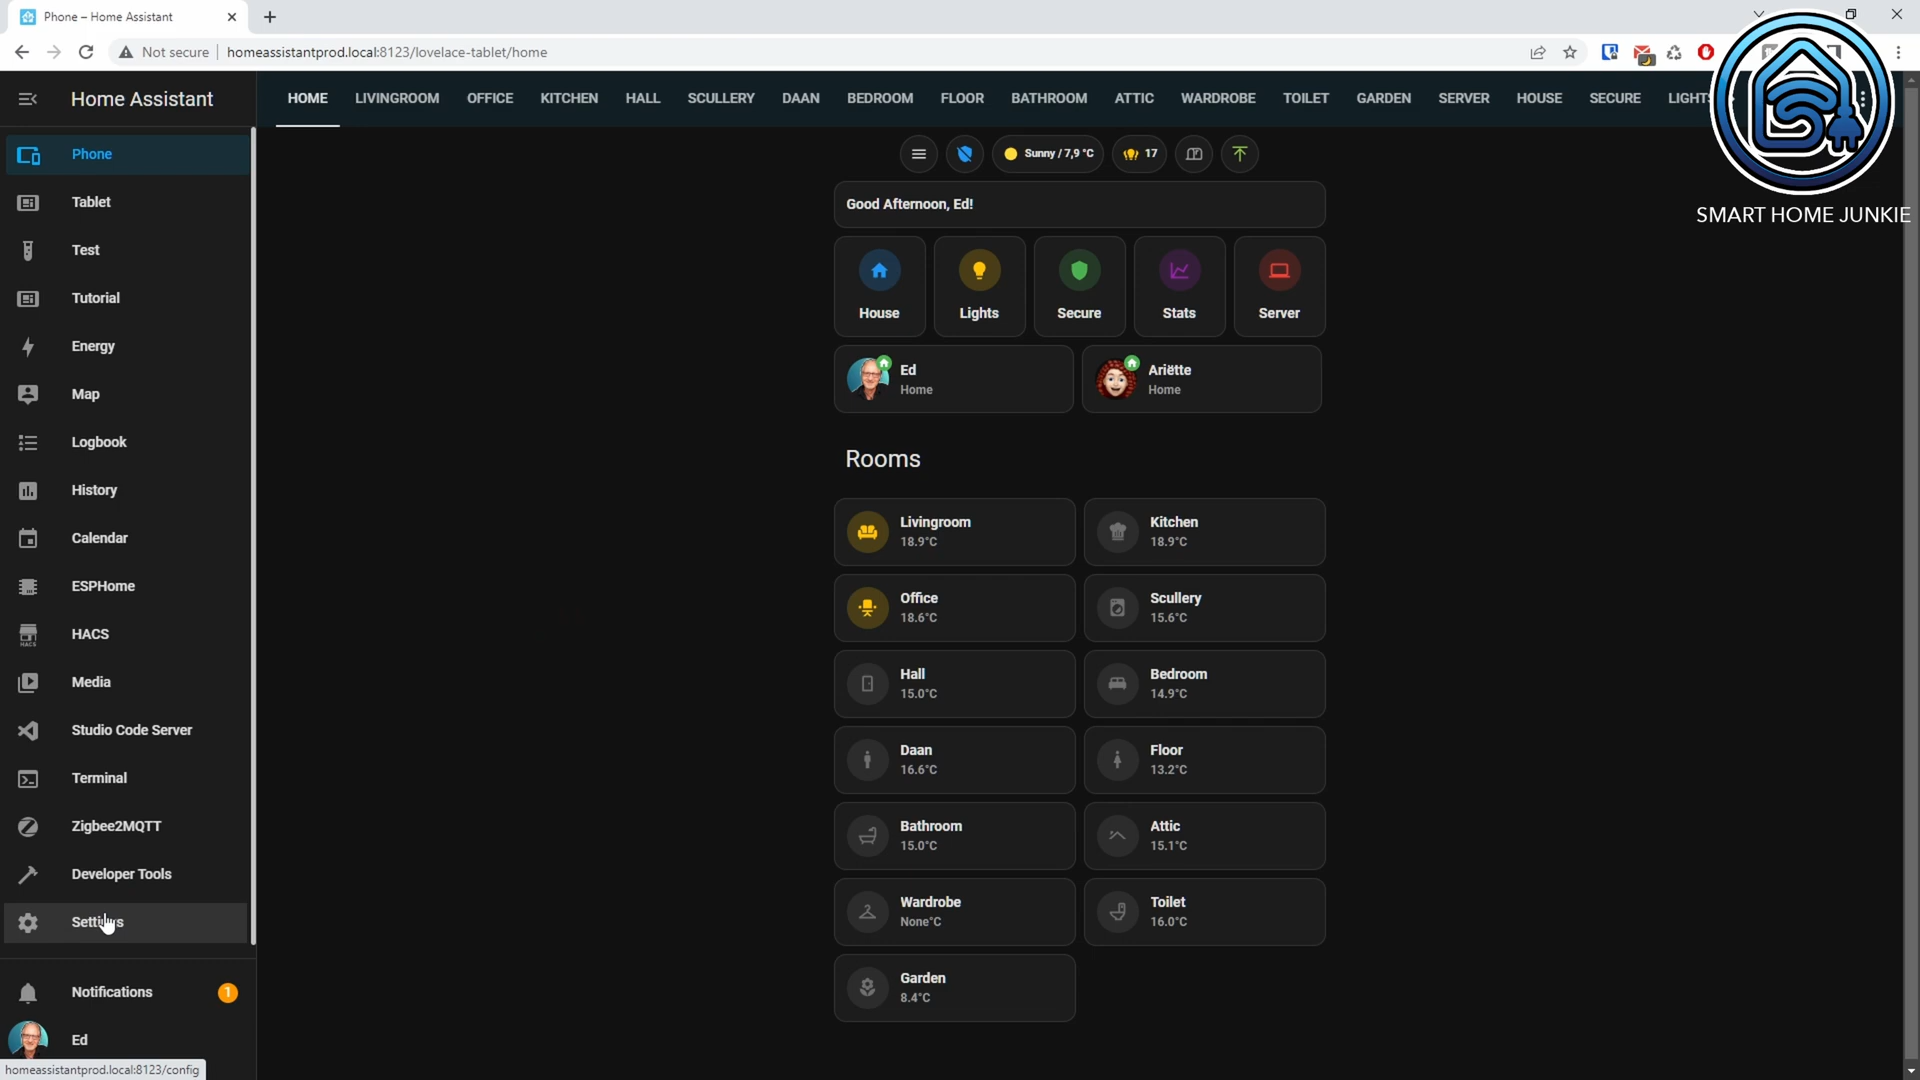 Phone – Home Assistant
Not secure
homeassistantprod.local:8123/lovelace-tablet/home
Home Assistant
HOME
LIVINGROOM
OFFICE
KITCHEN
HALL
SCULLERY
DAAN
BEDROOM
FLOOR
BATHROOM
ATTIC
WARDROBE
TOILET
GARDEN
SERVER
HOUSE
SECURE
SMART HOME JUNKIE
Phone
Tablet
Test
Tutorial
Energy
Map
Logbook
History
Calendar
ESPHome
HACS
HACS
Media
Studio Code Server
Terminal
Zigbee2MQTT
Developer Tools
Notifications
1
Ed
homeassistantprod.local:8123/config
Sunny / 7,9 °C
17
Good Afternoon, Ed!
House
Lights
Secure
Stats
Server
Ed
Home
Ariëtte
Home
Rooms
Livingroom
18.9°C
Kitchen
18.9°C
Office
18.6°C
Scullery
15.6°C
Hall
15.0°C
Bedroom
14.9°C
Daan
16.6°C
Floor
13.2°C
Bathroom
15.0°C
Attic
15.1°C
Wardrobe
None°C
Toilet
16.0°C
Garden
8.4°C